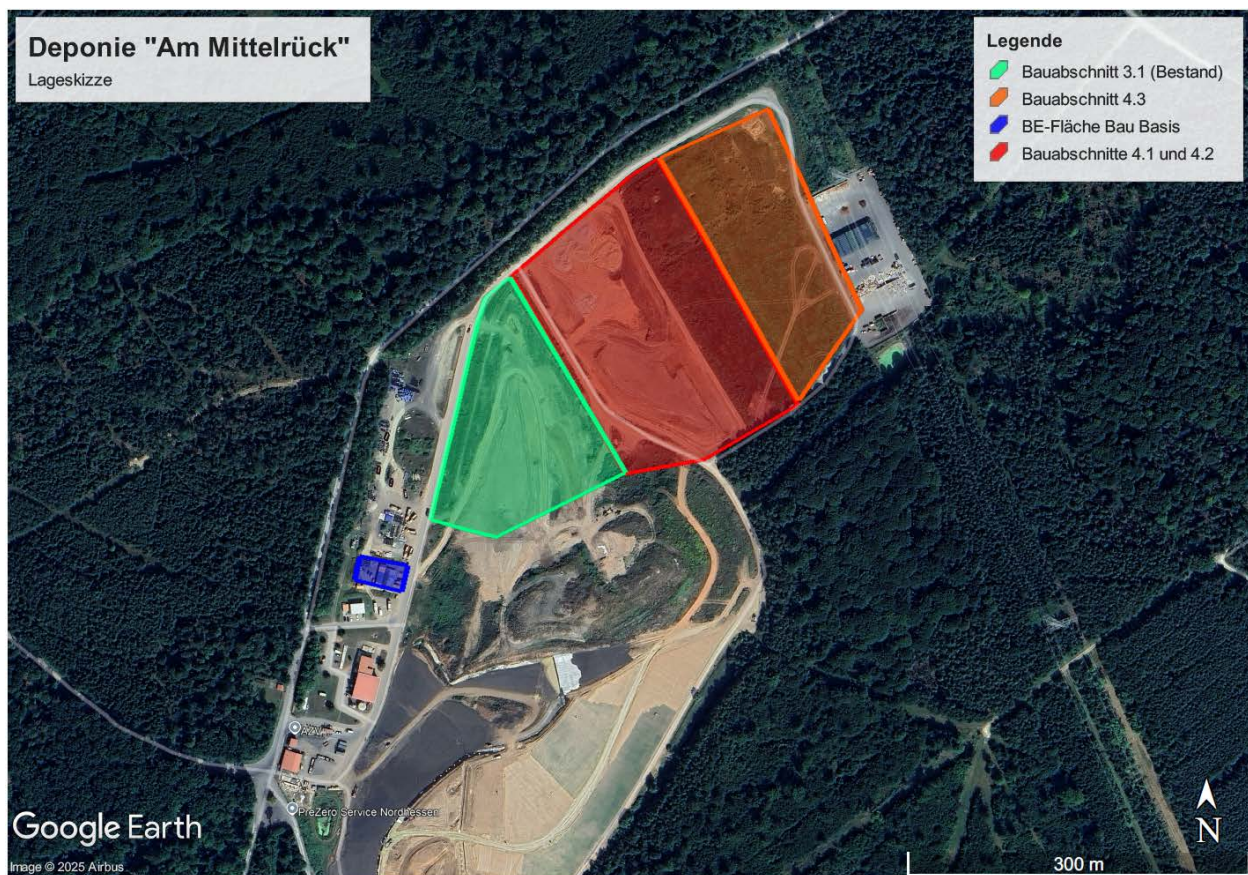 Deponie "Am Mittelrück"
Lageskizze
Legende
Bauabschnitt 3.1 (Bestand)
Bauabschnitt 4.3
BE-Fläche Bau Basis
Bauabschnitte 4.1 und 4.2
PreZero Service Nordhessen
Google Earth
Image © 2025 Airbus
N
300 m